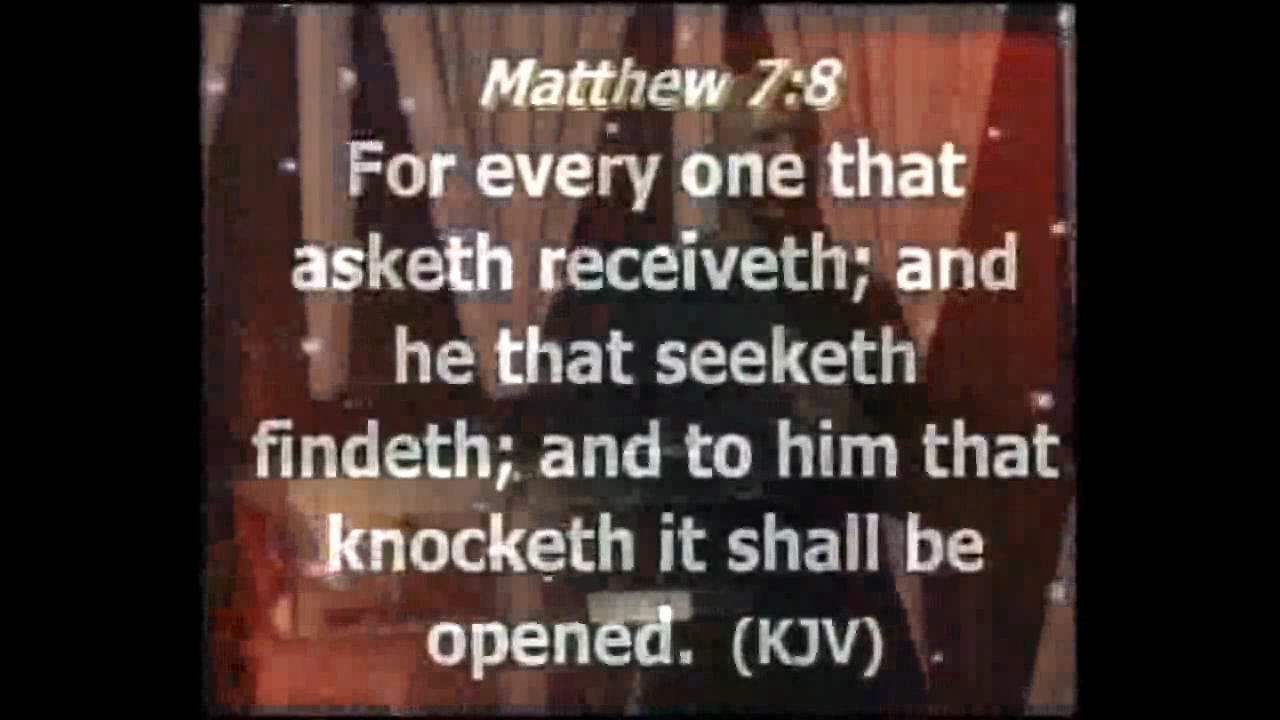 Matthew 7:8
For every one that
asketh receiveth; and
he that seeketh
findeth; and to him that
knocketh it shall be
opened. (KJV)